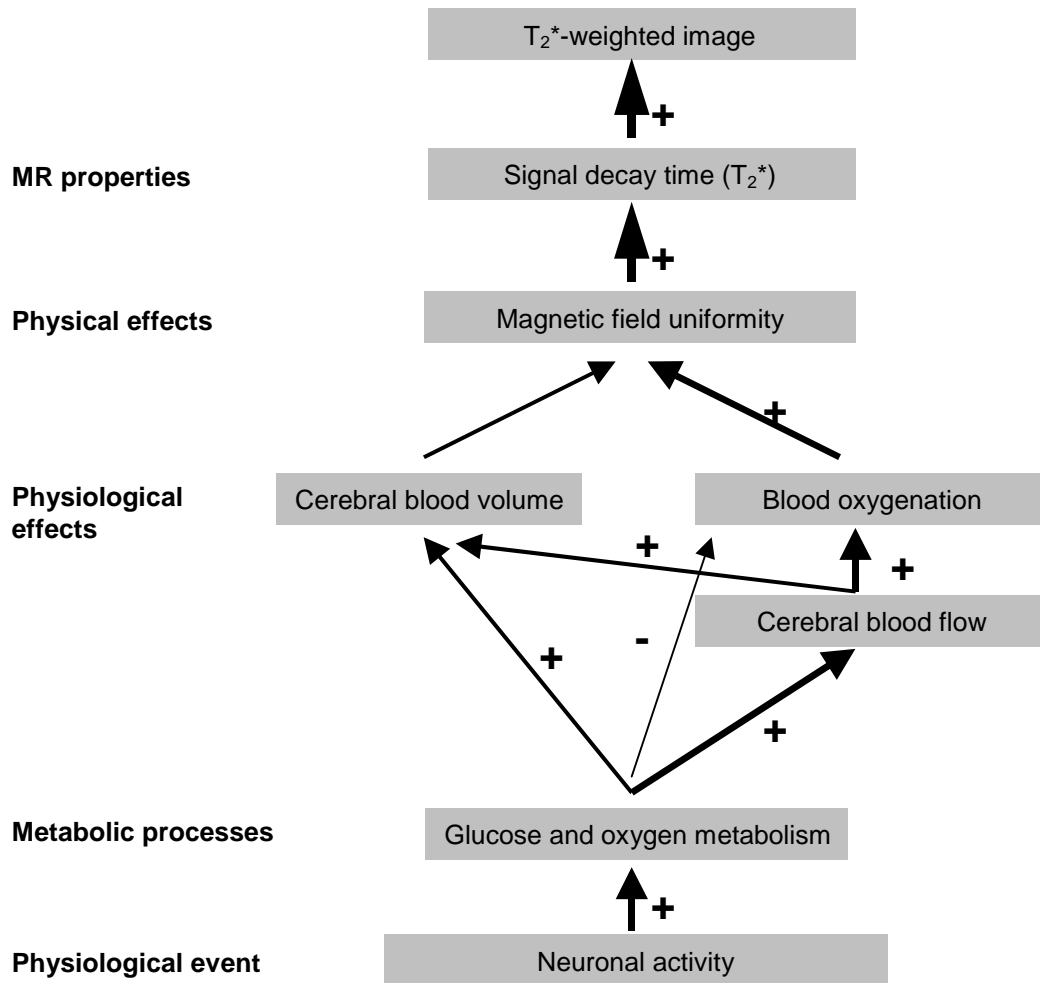 T₂*-weighted image
+
MR properties
Signal decay time (T₂*)
+
Physical effects
Magnetic field uniformity
+
Physiological
effects
Cerebral blood volume
Blood oxygenation
+
+
Cerebral blood flow
-
+
+
Metabolic processes
Glucose and oxygen metabolism
+
Physiological event
Neuronal activity